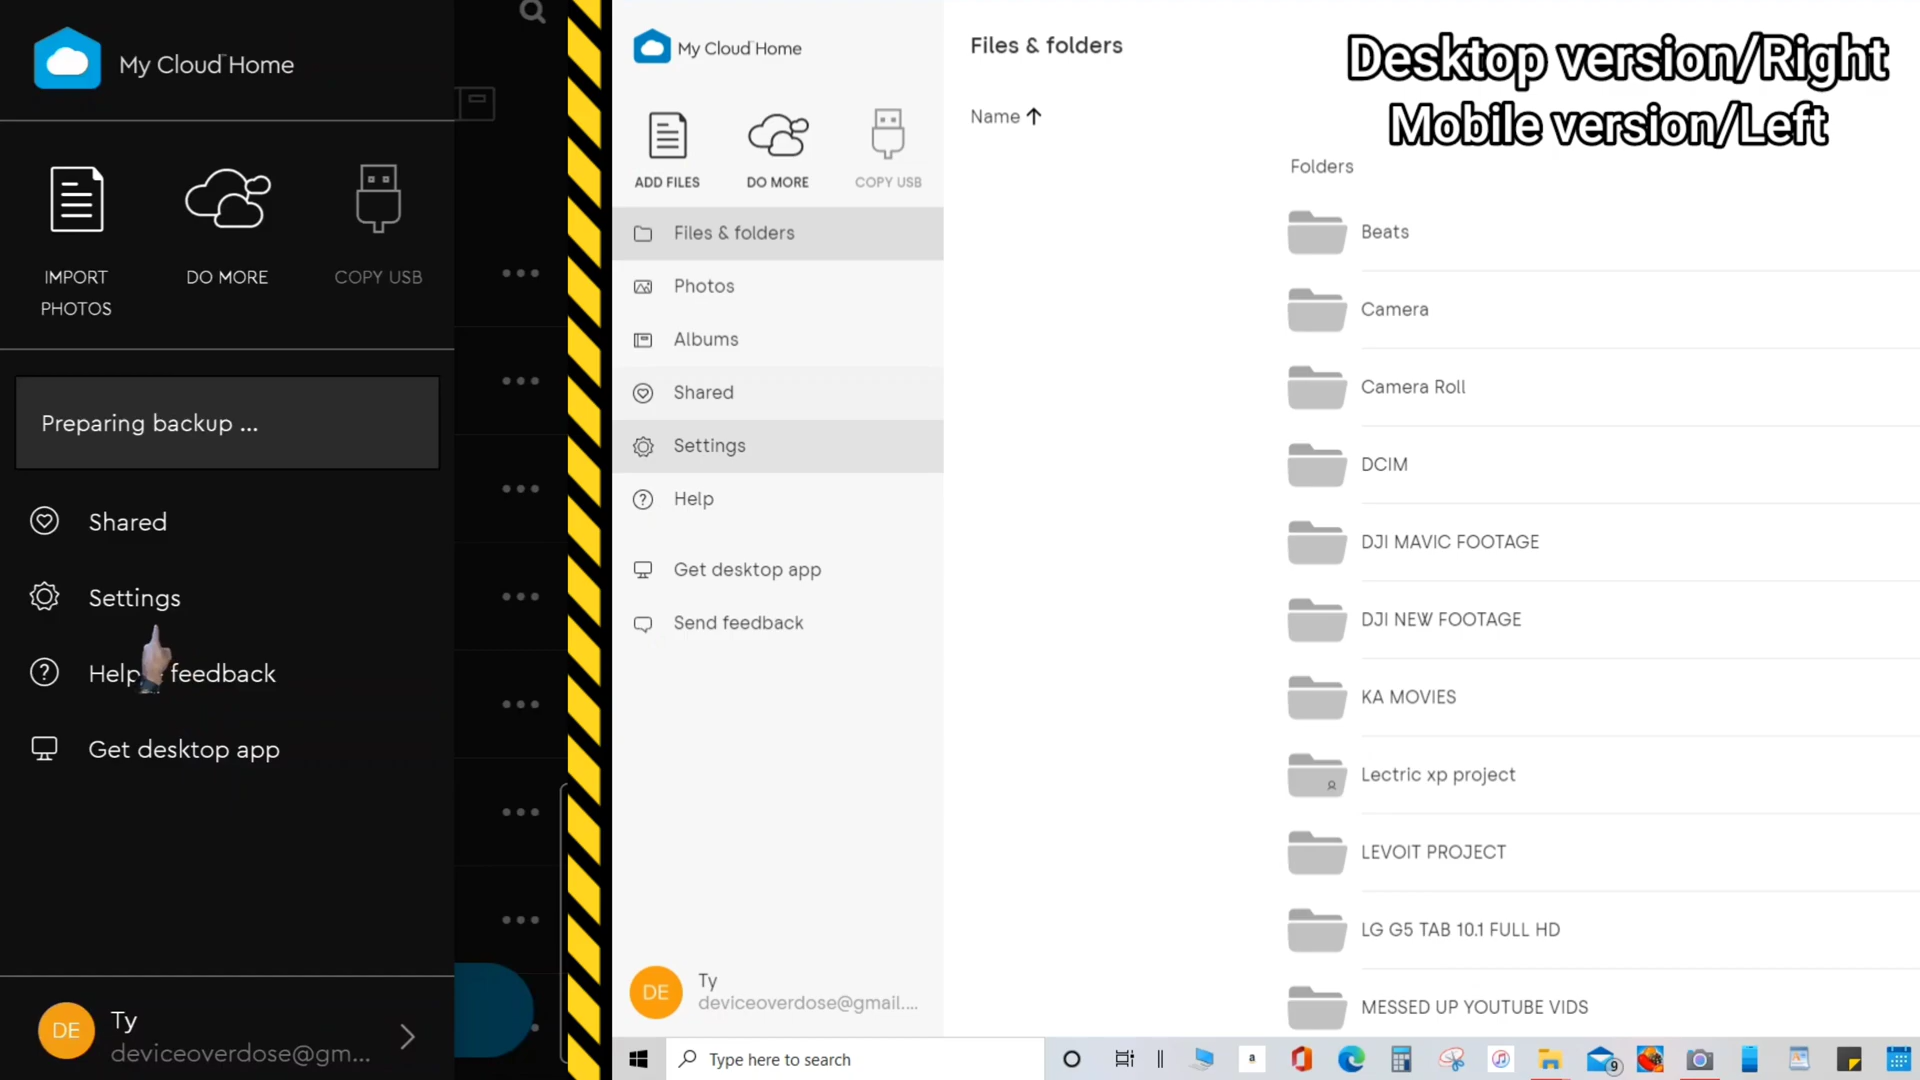 My Cloud™ Home
IMPORT
PHOTOS
DO MORE
COPY USB
Preparing backup ...
Shared
Settings
Help feedback
Get desktop app
DE
Ty
deviceoverdose@gm...
My Cloud™ Home
ADD FILES
DO MORE
COPY USB
Files & folders
Photos
Albums
Shared
Settings
Help
Get desktop app
Send feedback
DE
Ty
deviceoverdose@gmail....
Files & folders
Name
Desktop version/Right
Mobile version/Left
Folders
Beats
Camera
Camera Roll
DCIM
DJI MAVIC FOOTAGE
DJI NEW FOOTAGE
KA MOVIES
Lectric xp project
LEVOIT PROJECT
LG G5 TAB 10.1 FULL HD
MESSED UP YOUTUBE VIDS
Type here to search
a
9